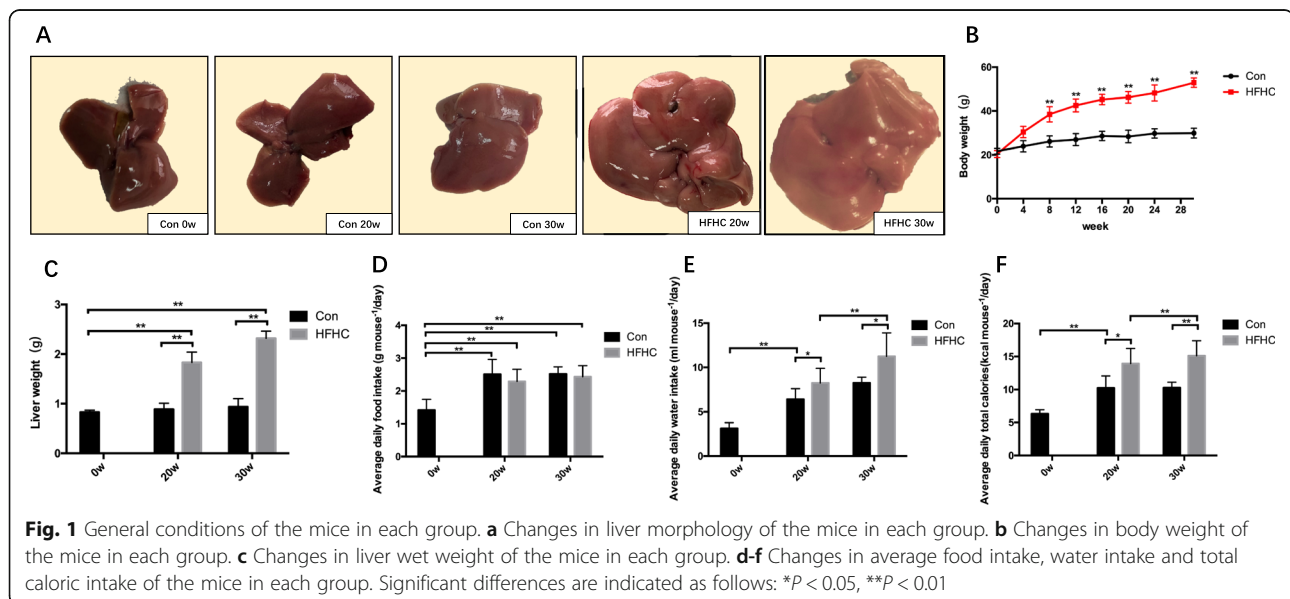 A
Con 0w
Con 20w
Con 30w
HFHC 20w
HFHC 30w
B
Body weight (g)
60
40
20
0
** ** ** ** ** **
0 4 8 12 16 20 24 28
week
Con
HFHC
C
Liver weight (g)
3
2
1
0
**
**
**
**
0w 20w 30w
Con
HFHC
D
Average daily food intake (g mouse⁻¹/day)
4
3
2
1
0
**
**
**
**
0w 20w 30w
Con
HFHC
E
Average daily water intake (ml mouse⁻¹/day)
15
10
5
0
**
*
**
*
0w 20w 30w
Con
HFHC
F
Average daily total calories(kcal mouse⁻¹/day)
20
15
10
5
0
**
*
**
**
0w 20w 30w
Con
HFHC
Fig. 1 General conditions of the mice in each group. a Changes in liver morphology of the mice in each group. b Changes in body weight of
the mice in each group. c Changes in liver wet weight of the mice in each group. d-f Changes in average food intake, water intake and total
caloric intake of the mice in each group. Significant differences are indicated as follows: *P < 0.05, **P < 0.01